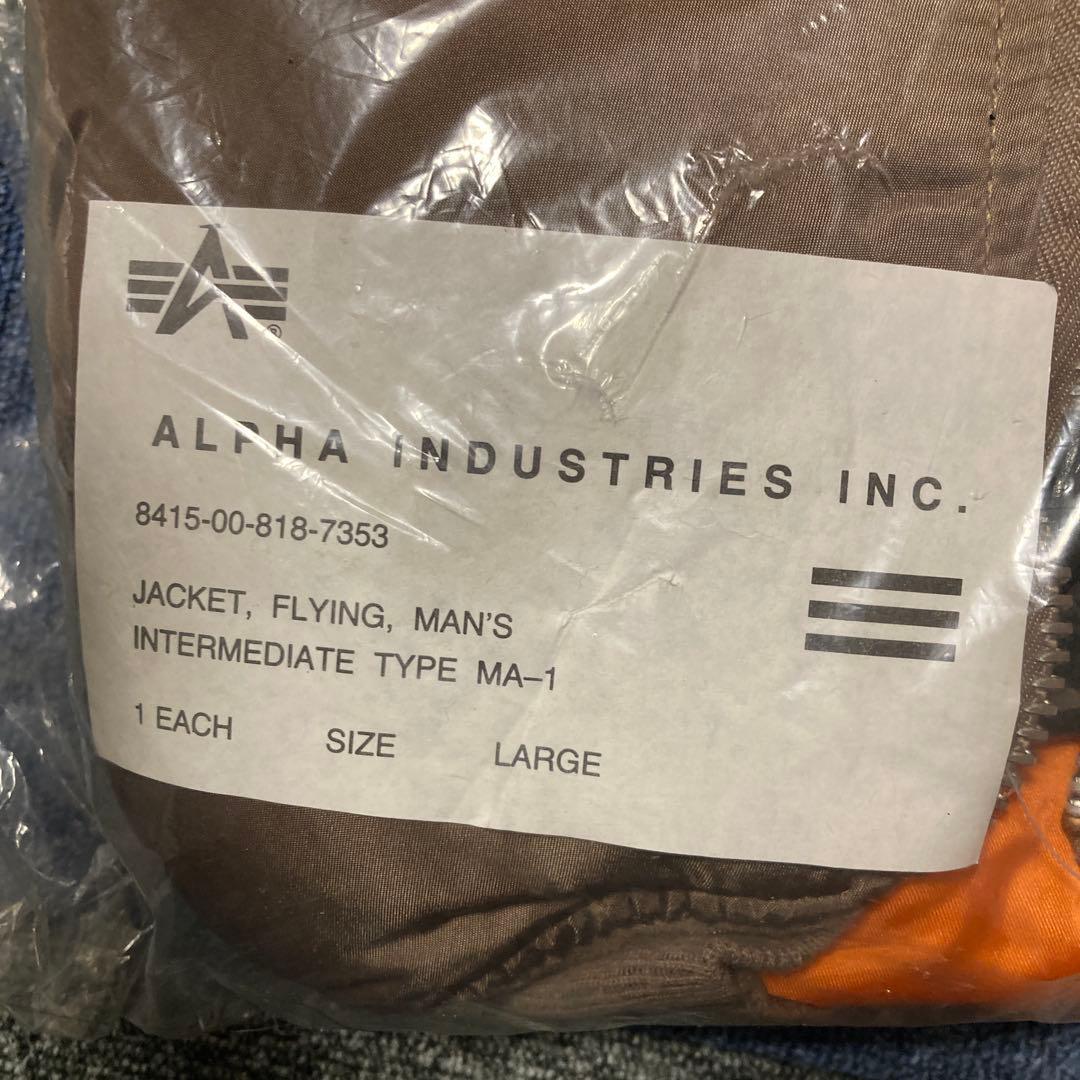 ®
ALPHA INDUSTRIES INC.
8415-00-818-7353
JACKET, FLYING, MAN'S
INTERMEDIATE TYPE MA–1
1 EACH SIZE LARGE